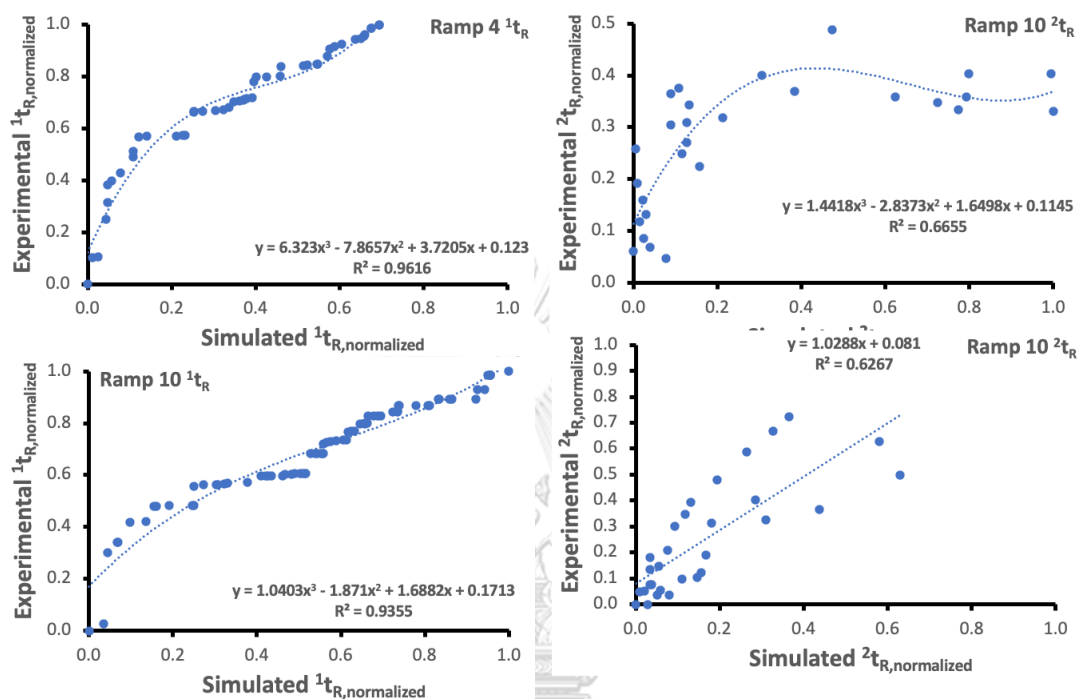 Ramp 4 ¹tR
Experimental ¹tR,normalized
1.0
0.8
0.6
0.4
0.2
0.0
y = 6.323x³ - 7.8657x² + 3.7205x + 0.123
R² = 0.9616
0.0 0.2 0.4 0.6 0.8 1.0
Simulated ¹tR,normalized
Ramp 10 ²tR
Experimental ²tR,normalized
0.5
0.4
0.3
0.2
0.1
0.0
y = 1.4418x³ - 2.8373x² + 1.6498x + 0.1145
R² = 0.6655
0.0 0.2 0.4 0.6 0.8 1.0
Ramp 10 ¹tR
Experimental ¹tR,normalized
1.0
0.8
0.6
0.4
0.2
0.0
y = 1.0403x³ - 1.871x² + 1.6882x + 0.1713
R² = 0.9355
0.0 0.2 0.4 0.6 0.8 1.0
Simulated ¹tR,normalized
y = 1.0288x + 0.081
R² = 0.6267
Ramp 10 ²tR
Experimental ²tR,normalized
1.0
0.9
0.8
0.7
0.6
0.5
0.4
0.3
0.2
0.1
0.0
0.0 0.2 0.4 0.6 0.8 1.0
Simulated ²tR,normalized